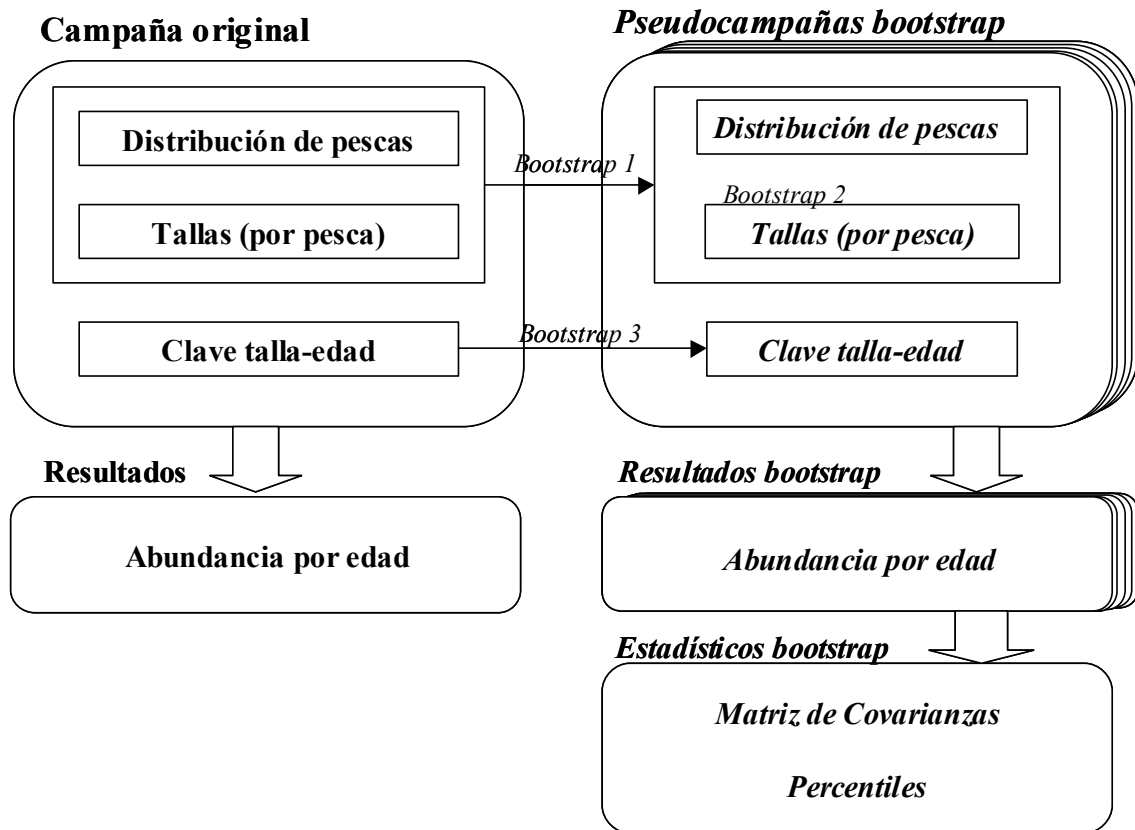 Campaña original
Distribución de pescas
Tallas (por pesca)
Clave talla-edad
Resultados
Abundancia por edad
Bootstrap 1
Bootstrap 3
Pseudocampañas bootstrap
Distribución de pescas
Bootstrap 2
Tallas (por pesca)
Clave talla-edad
Resultados bootstrap
Abundancia por edad
Estadísticos bootstrap
Matriz de Covarianzas
Percentiles